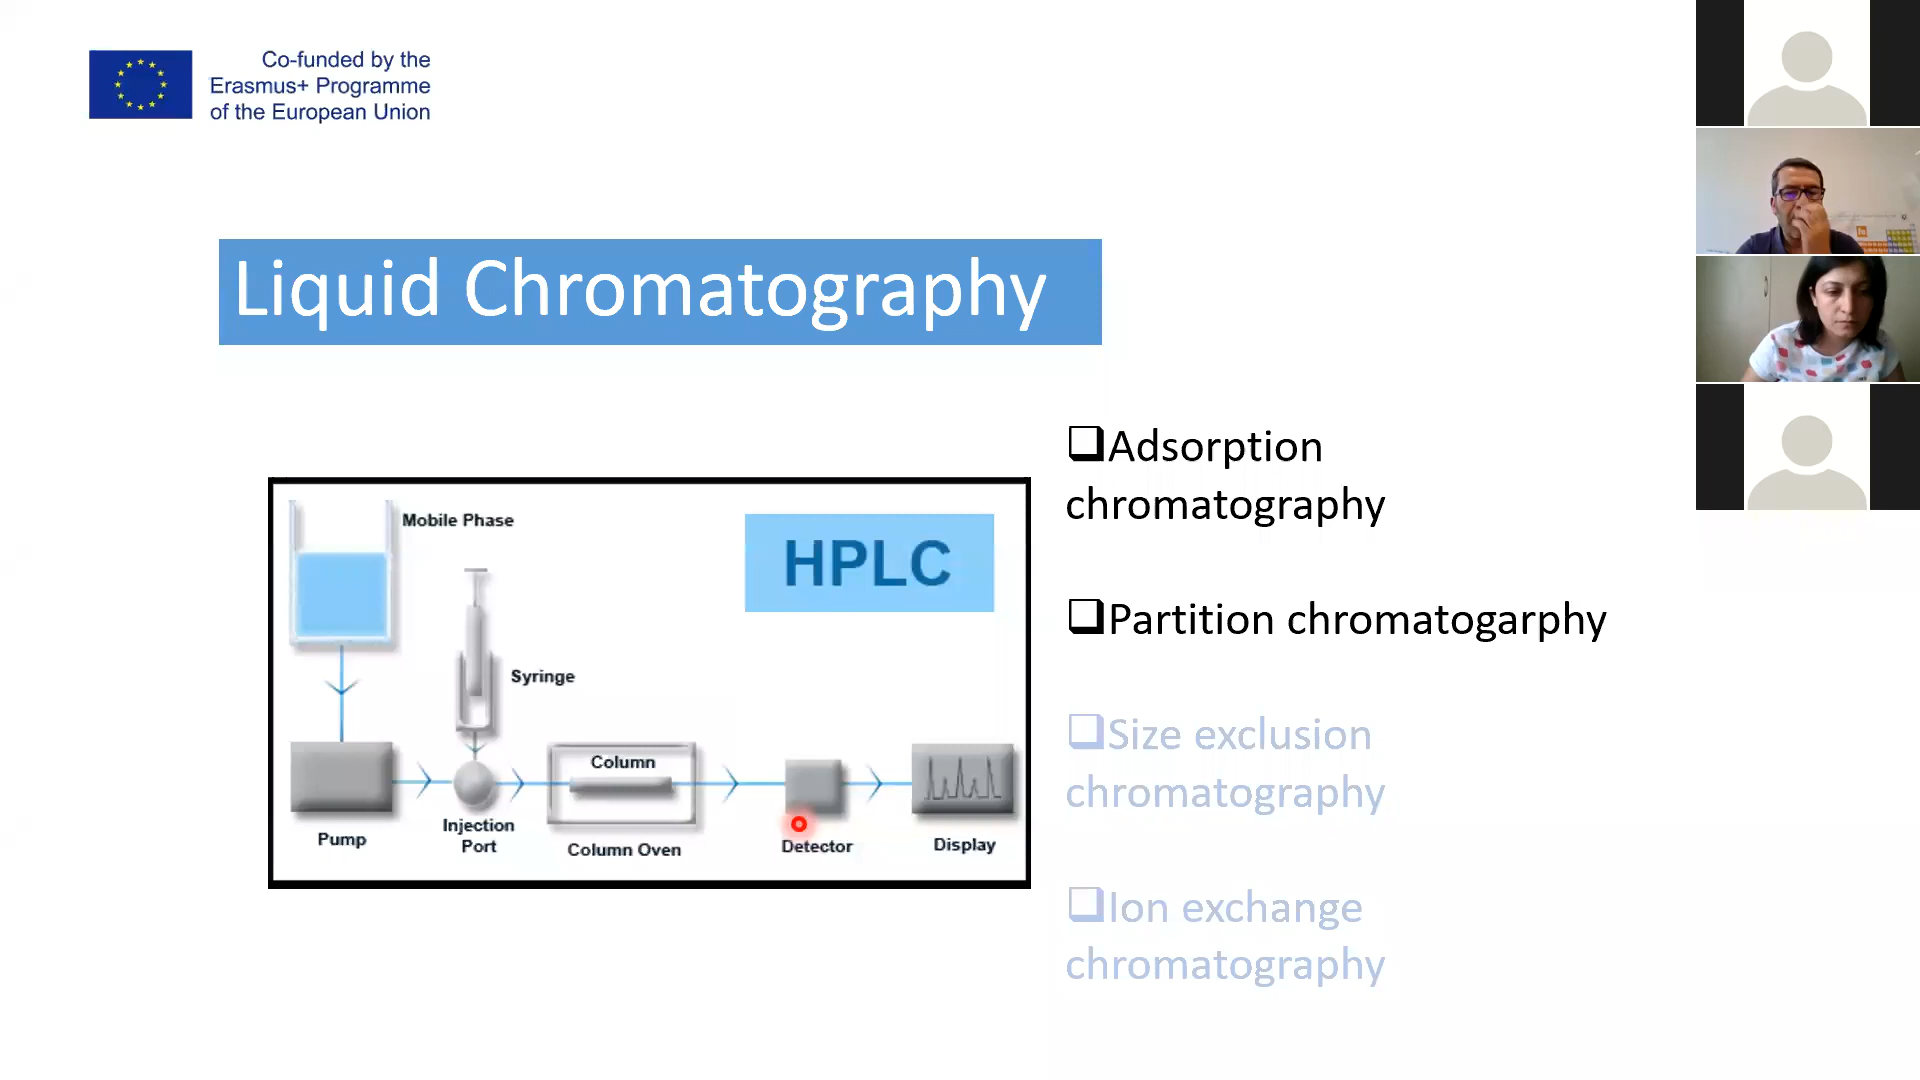 Co-funded by the
Erasmus+ Programme
of the European Union
Liquid Chromatography
Mobile Phase
HPLC
Syringe
Column
Pump
Injection
Port
Column Oven
Detector
Display
❑Adsorption
chromatography
❑Partition chromatogarphy
❑Size exclusion
chromatography
❑Ion exchange
chromatography